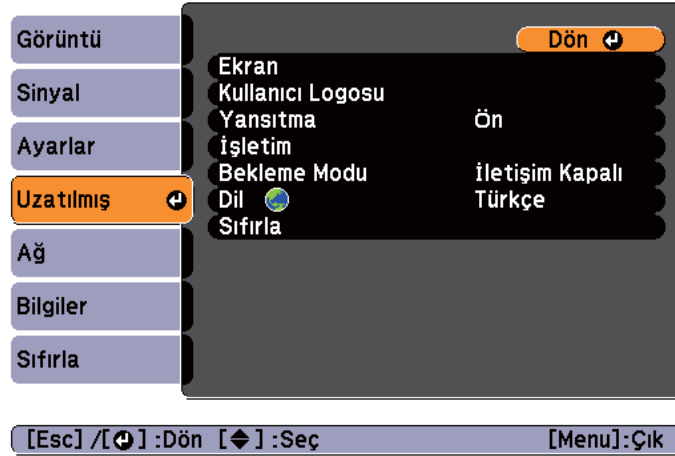 Görüntü
Sinyal
Ayarlar
Uzatılmış
Ağ
Bilgiler
Sıfırla
Dön
Ekran
Kullanıcı Logosu
Yansıtma Ön
İşletim
Bekleme Modu İletişim Kapalı
Dil Türkçe
Sıfırla
[Esc] /[ ] :Dön [ ] :Seç [Menu]:Çık